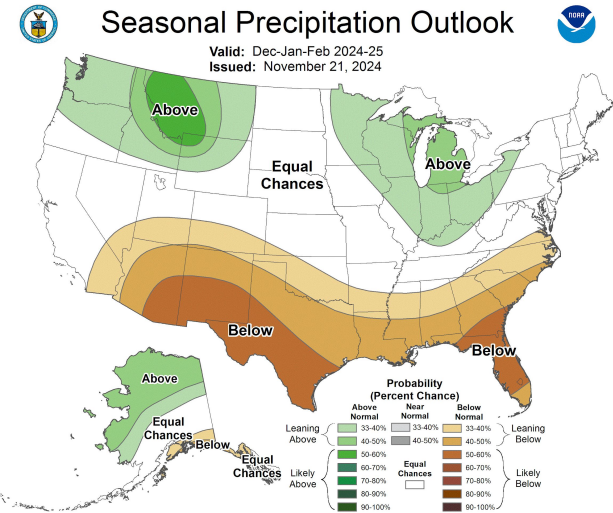 Seasonal Precipitation Outlook
NOAA
Valid: Dec-Jan-Feb 2024-25
Issued: November 21, 2024
Above
Equal
Chances
Above
Below
Below
Above
Equal
Chances
Below
Equal
Chances
Probability
(Percent Chance)
Above
Normal
Near
Normal
Below
Normal
Leaning
Above
33-40%
33-40%
33-40%
Leaning
Below
40-50%
40-50%
40-50%
Likely
Above
50-60%
60-70%
70-80%
80-90%
90-100%
Equal
Chances
50-60%
60-70%
70-80%
80-90%
90-100%
Likely
Below